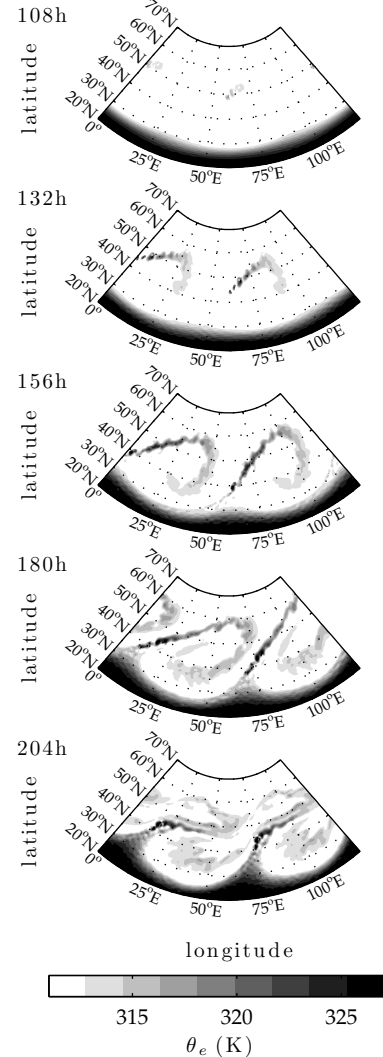 108h
latitude
70°N
60°N
50°N
40°N
30°N
20°N
0°
25°E
50°E
75°E
100°E
132h
latitude
70°N
60°N
50°N
40°N
30°N
20°N
0°
25°E
50°E
75°E
100°E
156h
latitude
70°N
60°N
50°N
40°N
30°N
20°N
0°
25°E
50°E
75°E
100°E
180h
latitude
70°N
60°N
50°N
40°N
30°N
20°N
0°
25°E
50°E
75°E
100°E
204h
latitude
70°N
60°N
50°N
40°N
30°N
20°N
0°
25°E
50°E
75°E
100°E
longitude
315 320 325
θe (K)